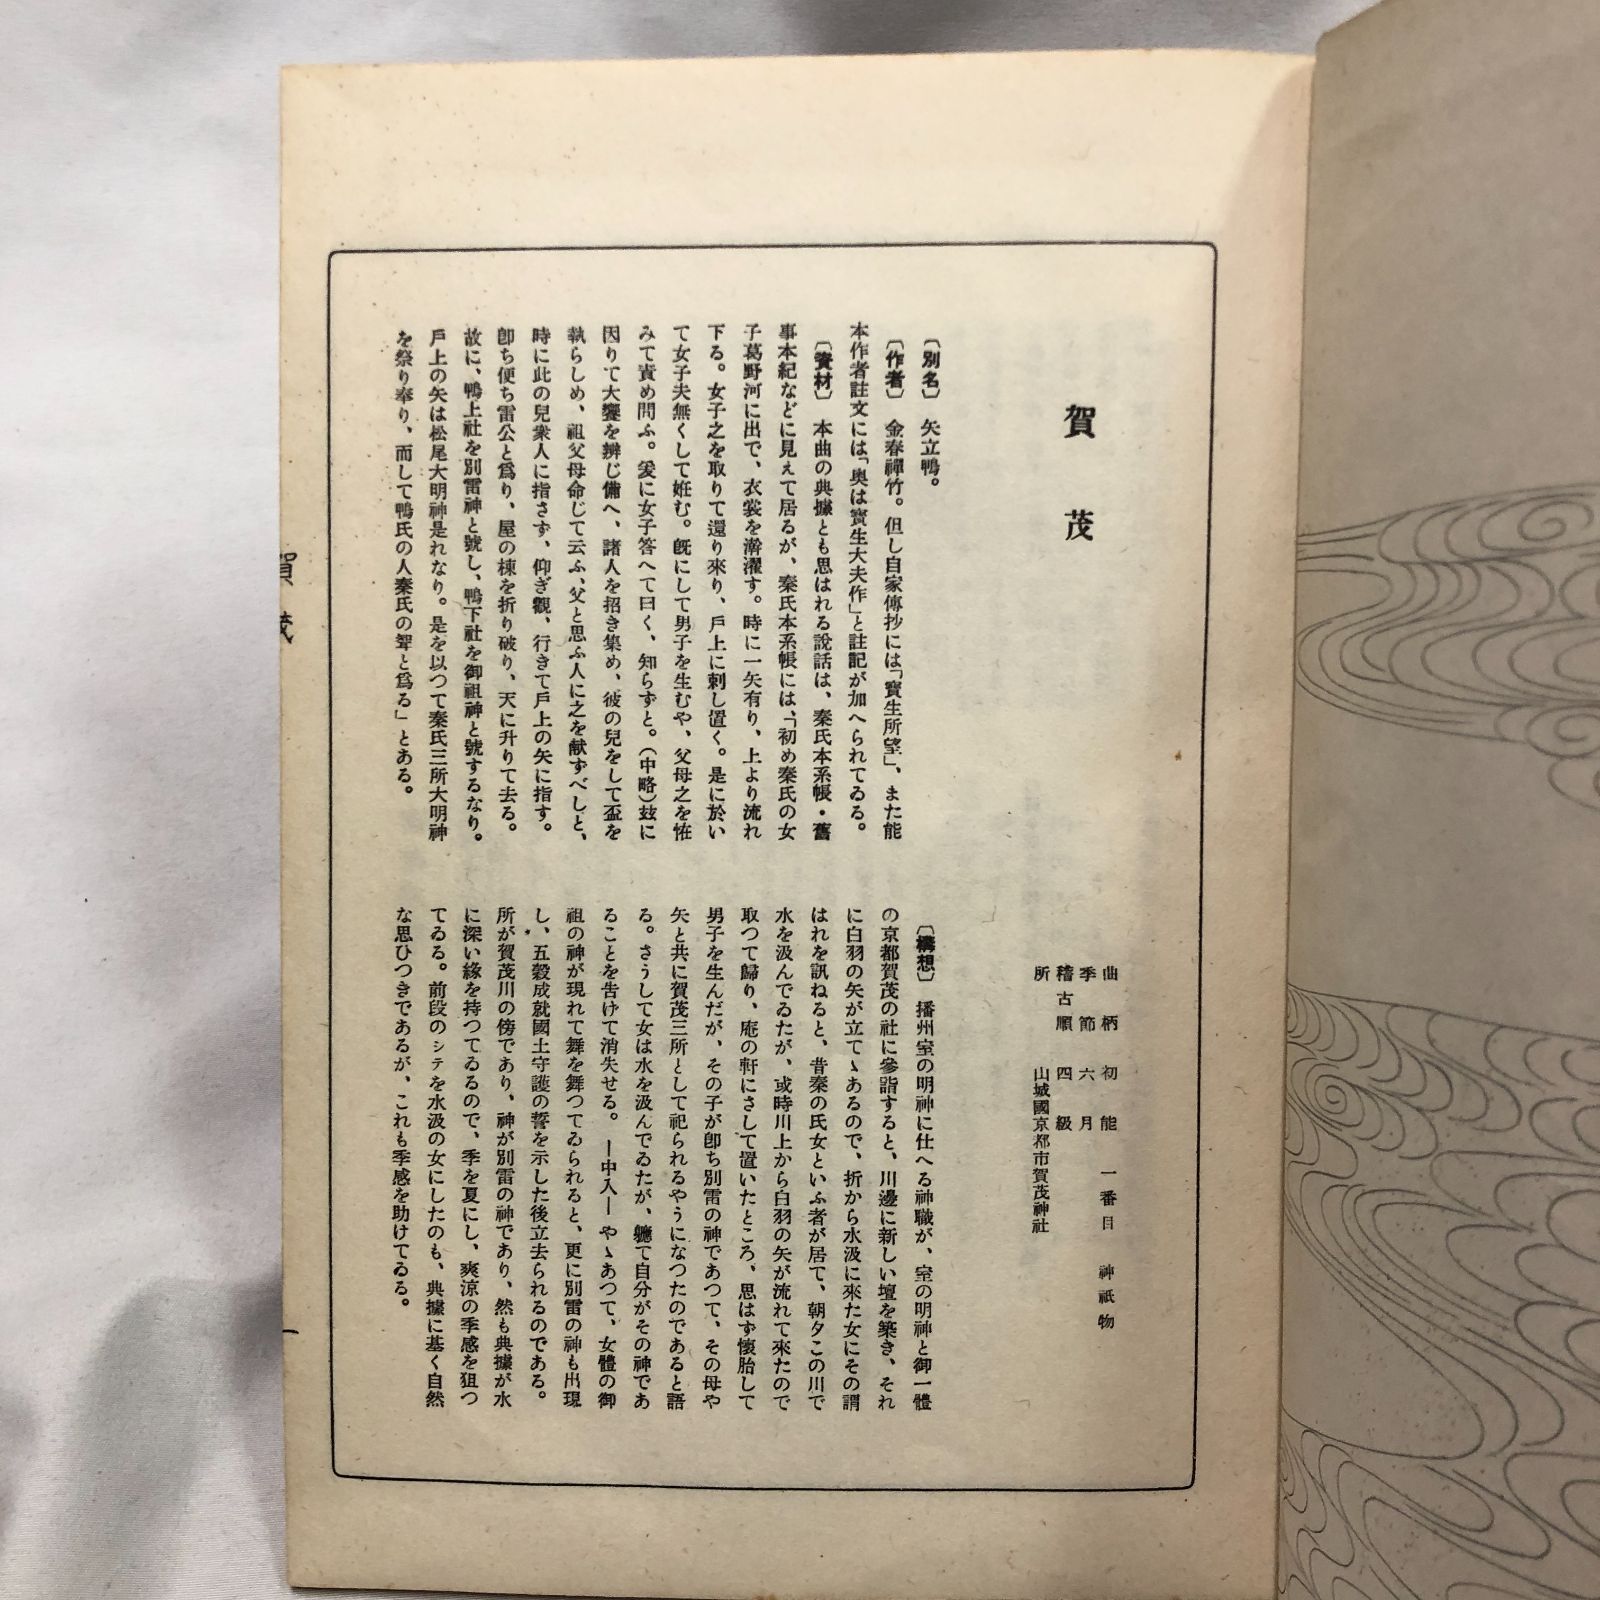 賀茂
曲柄 初能 一番目 神祇物
季節 六月
稽古順 四級
所 山城國京都市賀茂神社
〔別名〕 矢立鴨。
〔作者〕 金春禪竹。但し自家傳抄には「寶生所望」、また能
本作者註文には「奥は寶生大夫作」と註記が加へられてゐる。
〔資材〕 本曲の典據とも思はれる說話は、秦氏本系帳・舊
事本紀などに見えて居るが、秦氏本系帳には、「初め秦氏の女
子葛野河に出で、衣裳を澣濯す。時に一矢有り、上より流れ
下る。女子之を取りて還り來り、戶上に刺し置く。是に於い
て女子夫無くして姙む。旣にして男子を生むや、父母之を恠
みて責め問ふ。爰に女子答へて曰く、知らずと。(中略)玆に
因りて大饗を辨じ備へ、諸人を招き集め、彼の兒をして盃を
執らしめ、祖父母命じて云ふ、父と思ふ人に之を献ずべしと、
時に此の兒衆人に指さず、仰ぎ觀、行きて戶上の矢に指す。
卽ち便ち雷公と爲り、屋の棟を折り破り、天に升りて去る。
故に、鴨上社を別雷神と號し、鴨下社を御祖神と號するなり。
戶上の矢は松尾大明神是れなり。是を以つて秦氏三所大明神
を祭り奉り、而して鴨氏の人秦氏の聟と爲る」とある。
〔構想〕 播州室の明神に仕へる神職が、室の明神と御一體
の京都賀茂の社に參詣すると、川邊に新しい壇を築き、それ
に白羽の矢が立てゝあるので、折から水汲に來た女にその謂
はれを訊ねると、昔秦の氏女といふ者が居て、朝夕この川で
水を汲んでゐたが、或時川上から白羽の矢が流れて來たので
取つて歸り、庵の軒にさして置いたところ、思はず懷胎して
男子を生んだが、その子が卽ち別雷の神であつて、その母や
矢と共に賀茂三所として祀られるやうになつたのであると語
る。さうして女は水を汲んでゐたが、軈て自分がその神であ
ることを告げて消失せる。 ―中入― やゝあつて、女體の御
祖の神が現れて舞を舞つてゐられると、更に別雷の神も出現
し、五穀成就國土守護の誓を示した後立去られるのである。
所が賀茂川の傍であり、神が別雷の神であり、然も典據が水
に深い緣を持つてゐるので、季を夏にし、爽涼の季感を狙つ
てゐる。前段のシテを水汲の女にしたのも、典據に基く自然
な思ひつきであるが、これも季感を助けてゐる。
賀茂
一